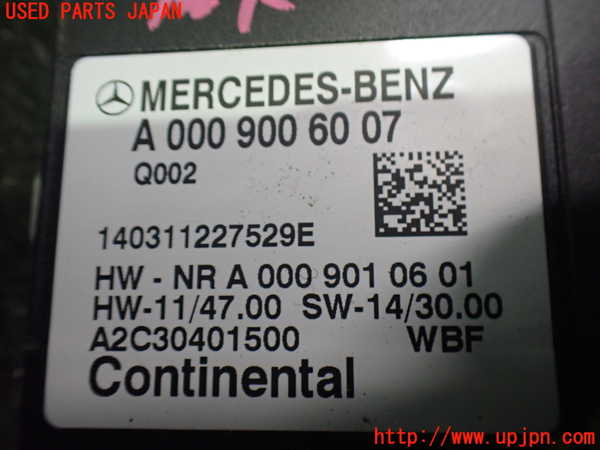 USED PARTS JAPAN
MERCEDES-BENZ
A 000 900 60 07
Q002
140311227529E
HW - NR A 000 901 06 01
HW-11/47.00 SW-14/30.00
A2C30401500 WBF
Continental
http://www.upjpn.com/